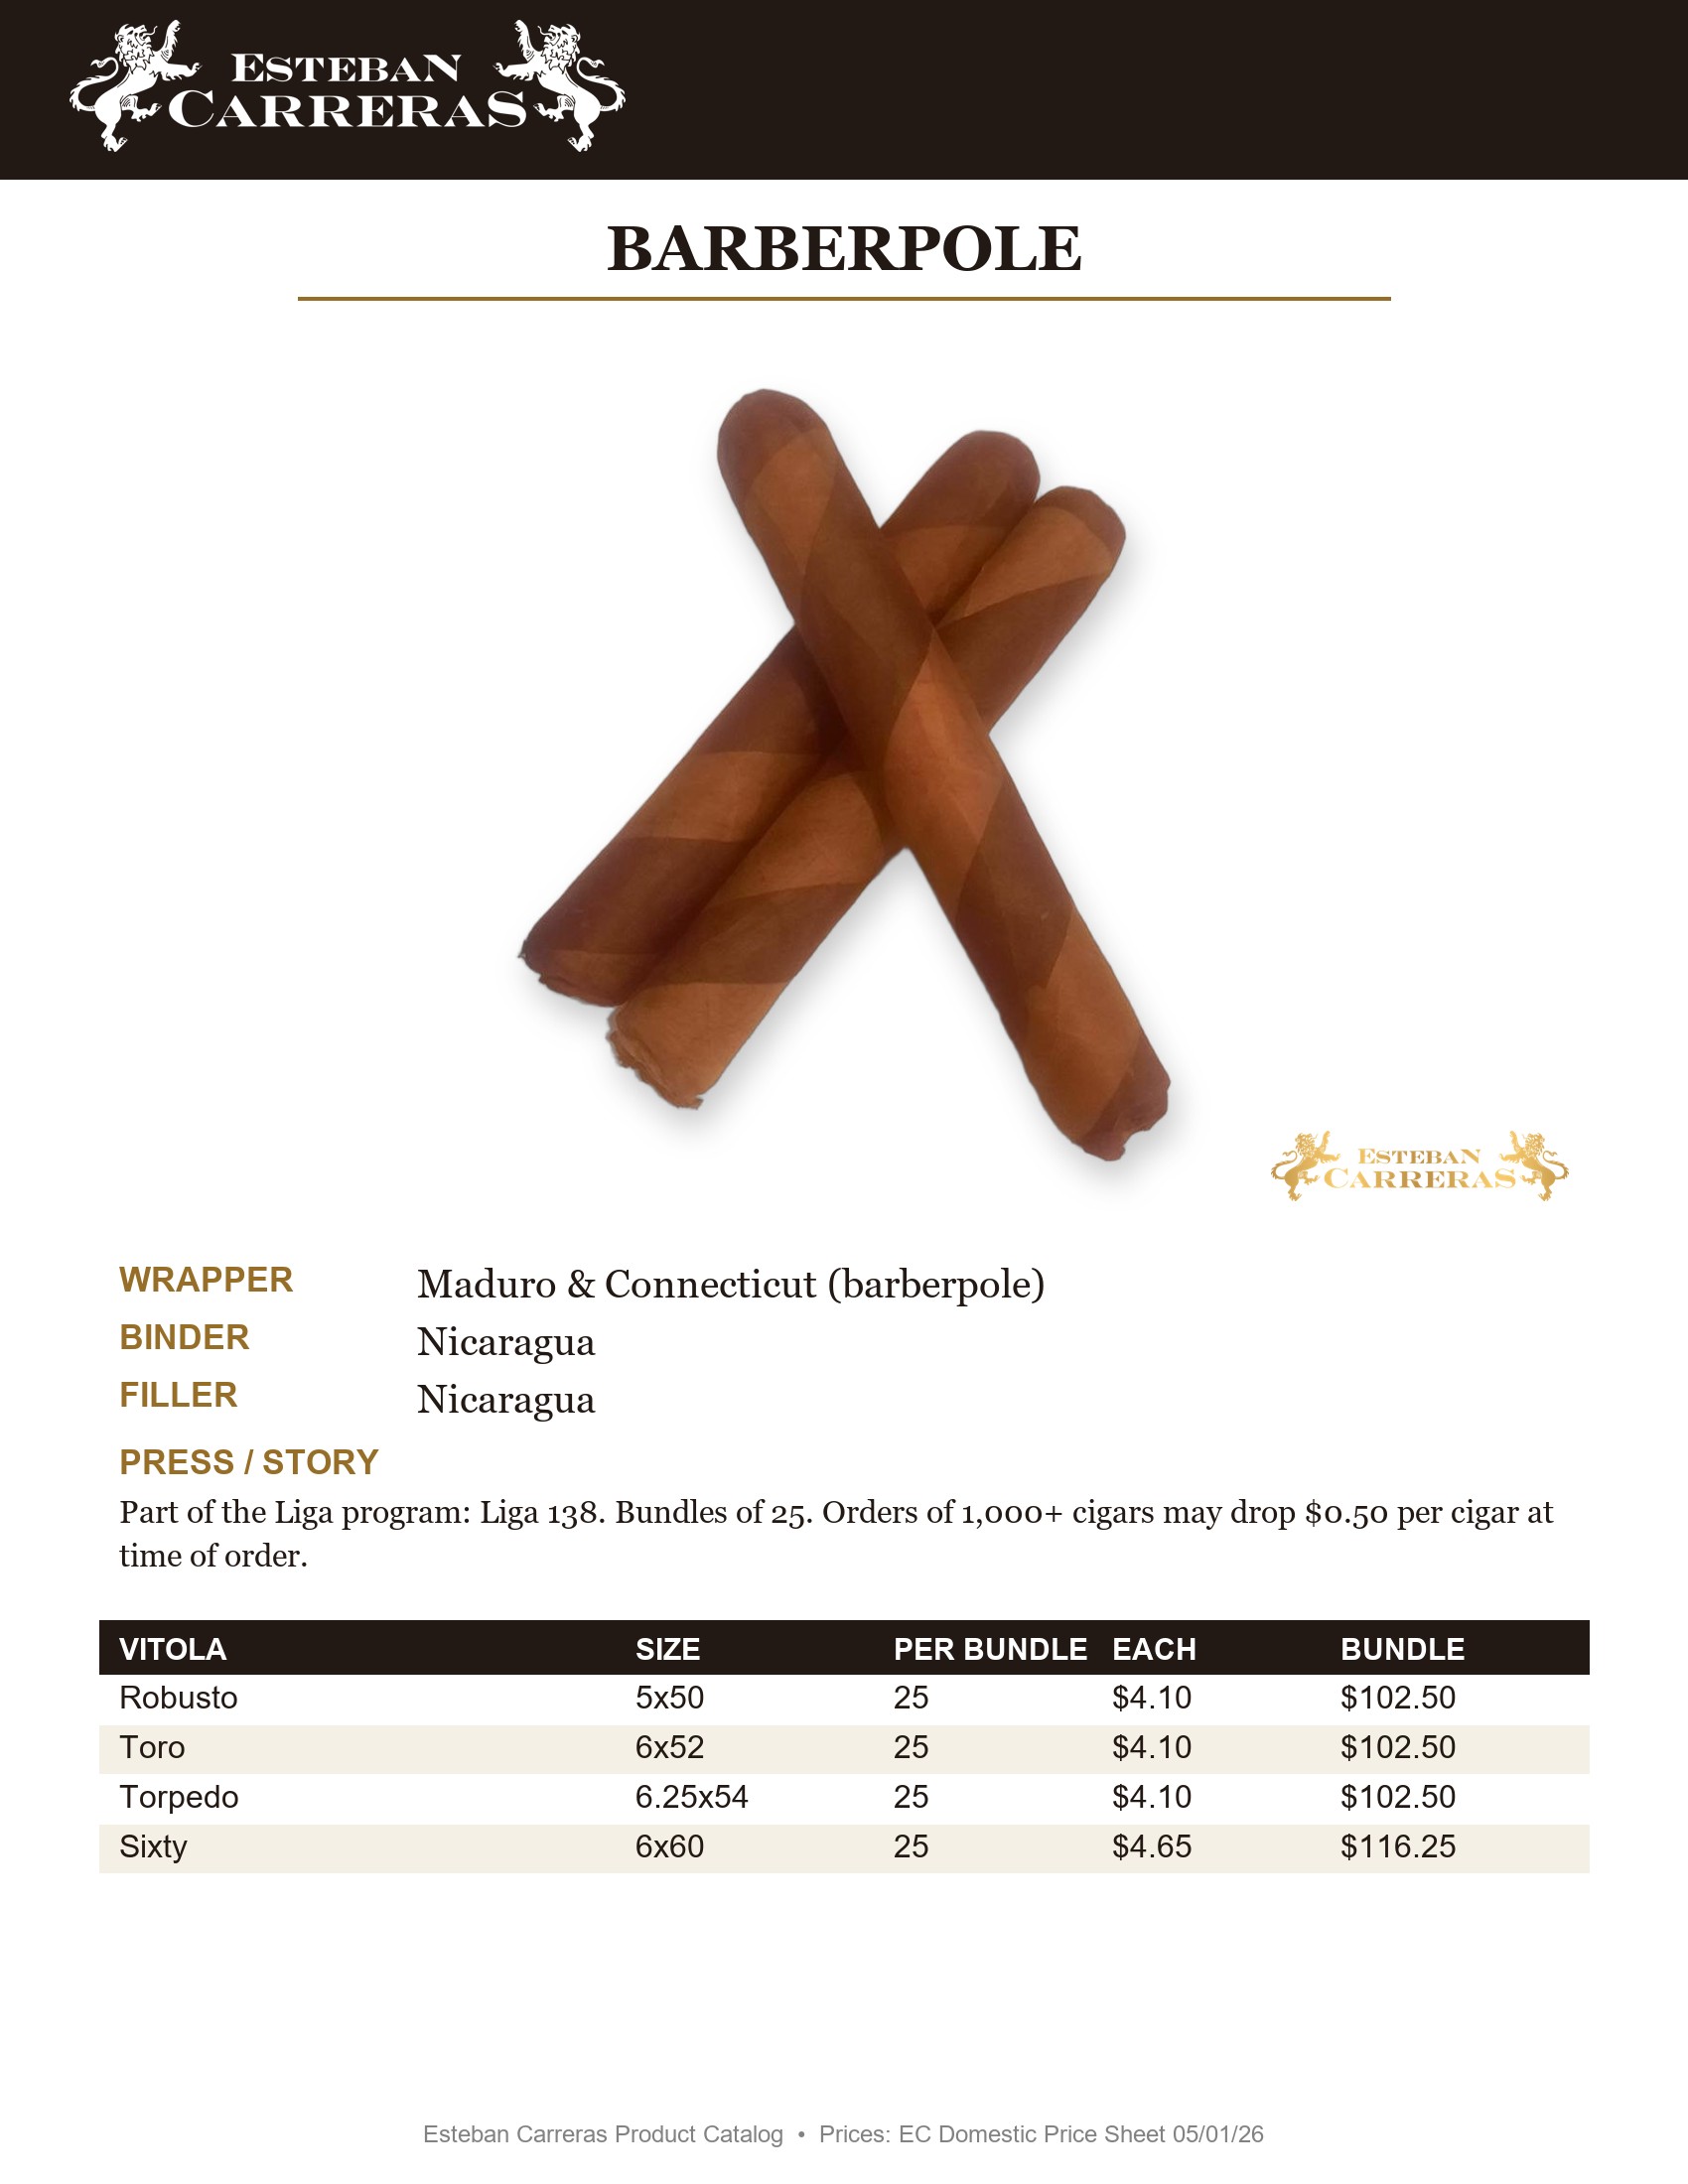 ESTEBAN
CARRERAS
BARBERPOLE
ESTEBAN
CARRERAS
WRAPPER Maduro & Connecticut (barberpole)
BINDER Nicaragua
FILLER Nicaragua
PRESS / STORY
Part of the Liga program: Liga 138. Bundles of 25. Orders of 1,000+ cigars may drop $0.50 per cigar at
time of order.
VITOLA SIZE PER BUNDLE EACH BUNDLE
Robusto 5x50 25 $4.10 $102.50
Toro 6x52 25 $4.10 $102.50
Torpedo 6.25x54 25 $4.10 $102.50
Sixty 6x60 25 $4.65 $116.25
Esteban Carreras Product Catalog • Prices: EC Domestic Price Sheet 05/01/26